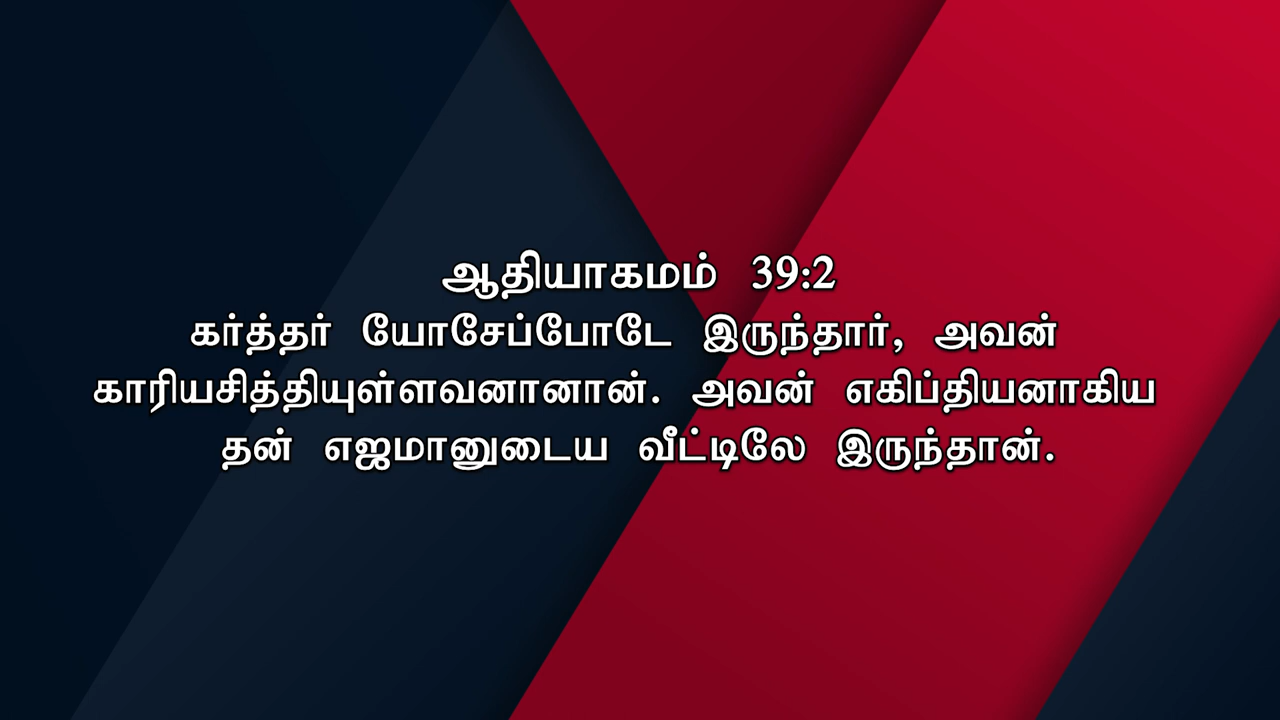 ஆதியாகமம் 39:2
கர்த்தர் யோசேப்போடே இருந்தார், அவன்
காரியசித்தியுள்ளவனானான். அவன் எகிப்தியனாகிய
தன் எஜமானுடைய வீட்டிலே இருந்தான்.